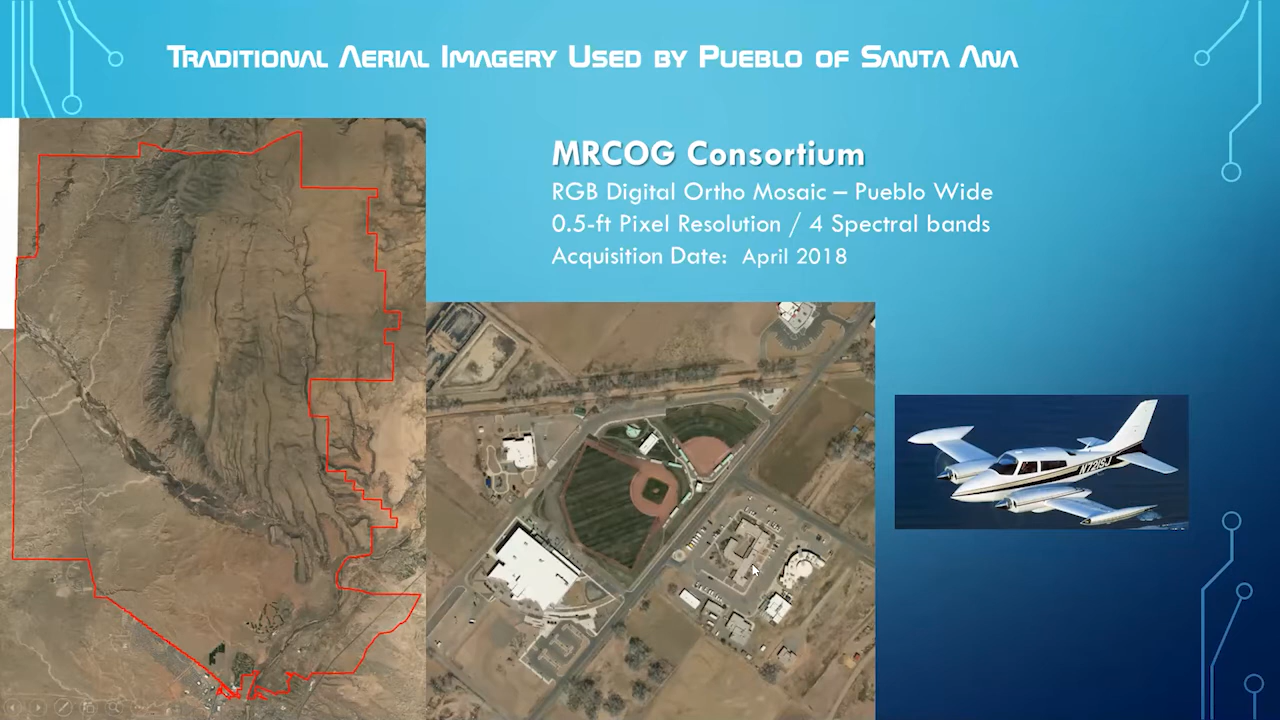 Traditional Aerial Imagery Used by Pueblo of Santa Ana
MRCOG Consortium
RGB Digital Ortho Mosaic – Pueblo Wide
0.5-ft Pixel Resolution / 4 Spectral bands
Acquisition Date: April 2018